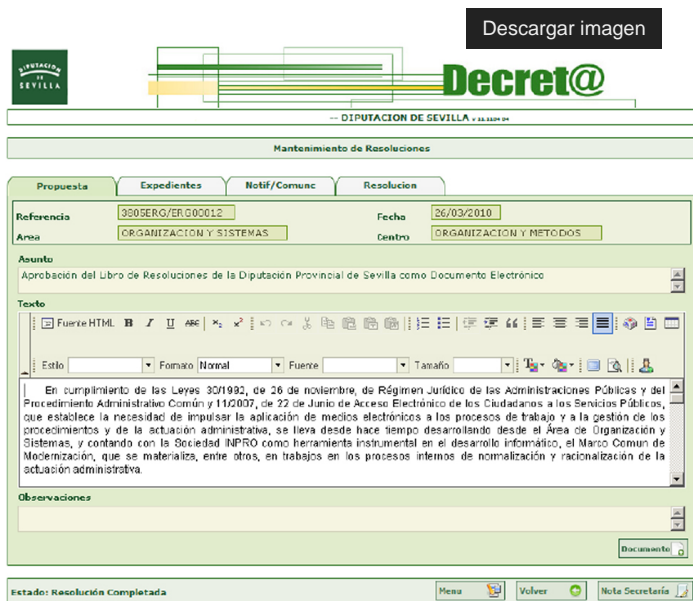 Descargar imagen
DIPUTACION
DE
SEVILLA
Decret@
-- DIPUTACION DE SEVILLA
Mantenimiento de Resoluciones
Propuesta Expedientes Notif/Comunc Resolucion
Referencia 3805ERG/ERG00012 Fecha 26/03/2010
Area ORGANIZACION Y SISTEMAS Centro ORGANIZACION Y METODOS
Asunto
Aprobación del Libro de Resoluciones de la Diputación Provincial de Sevilla como Documento Electrónico
Texto
Fuente HTML B I U ABC
Estilo Formato Normal Fuente Tamaño
En cumplimiento de las Leyes 30/1992, de 26 de noviembre, de Régimen Jurídico de las Administraciones Públicas y del
Procedimiento Administrativo Común y 11/2007, de 22 de Junio de Acceso Electrónico de los Ciudadanos a los Servicios Públicos,
que establece la necesidad de impulsar la aplicación de medios electrónicos a los procesos de trabajo y a la gestión de los
procedimientos y de la actuación administrativa, se lleva desde hace tiempo desarrollando desde el Área de Organización y
Sistemas, y contando con la Sociedad INPRO como herramienta instrumental en el desarrollo informático, el Marco Comun de
Modernización, que se materializa, entre otros, en trabajos en los procesos internos de normalización y racionalización de la
actuación administrativa.
Observaciones
Documento
Estado: Resolución Completada Menu Volver Nota Secretaría